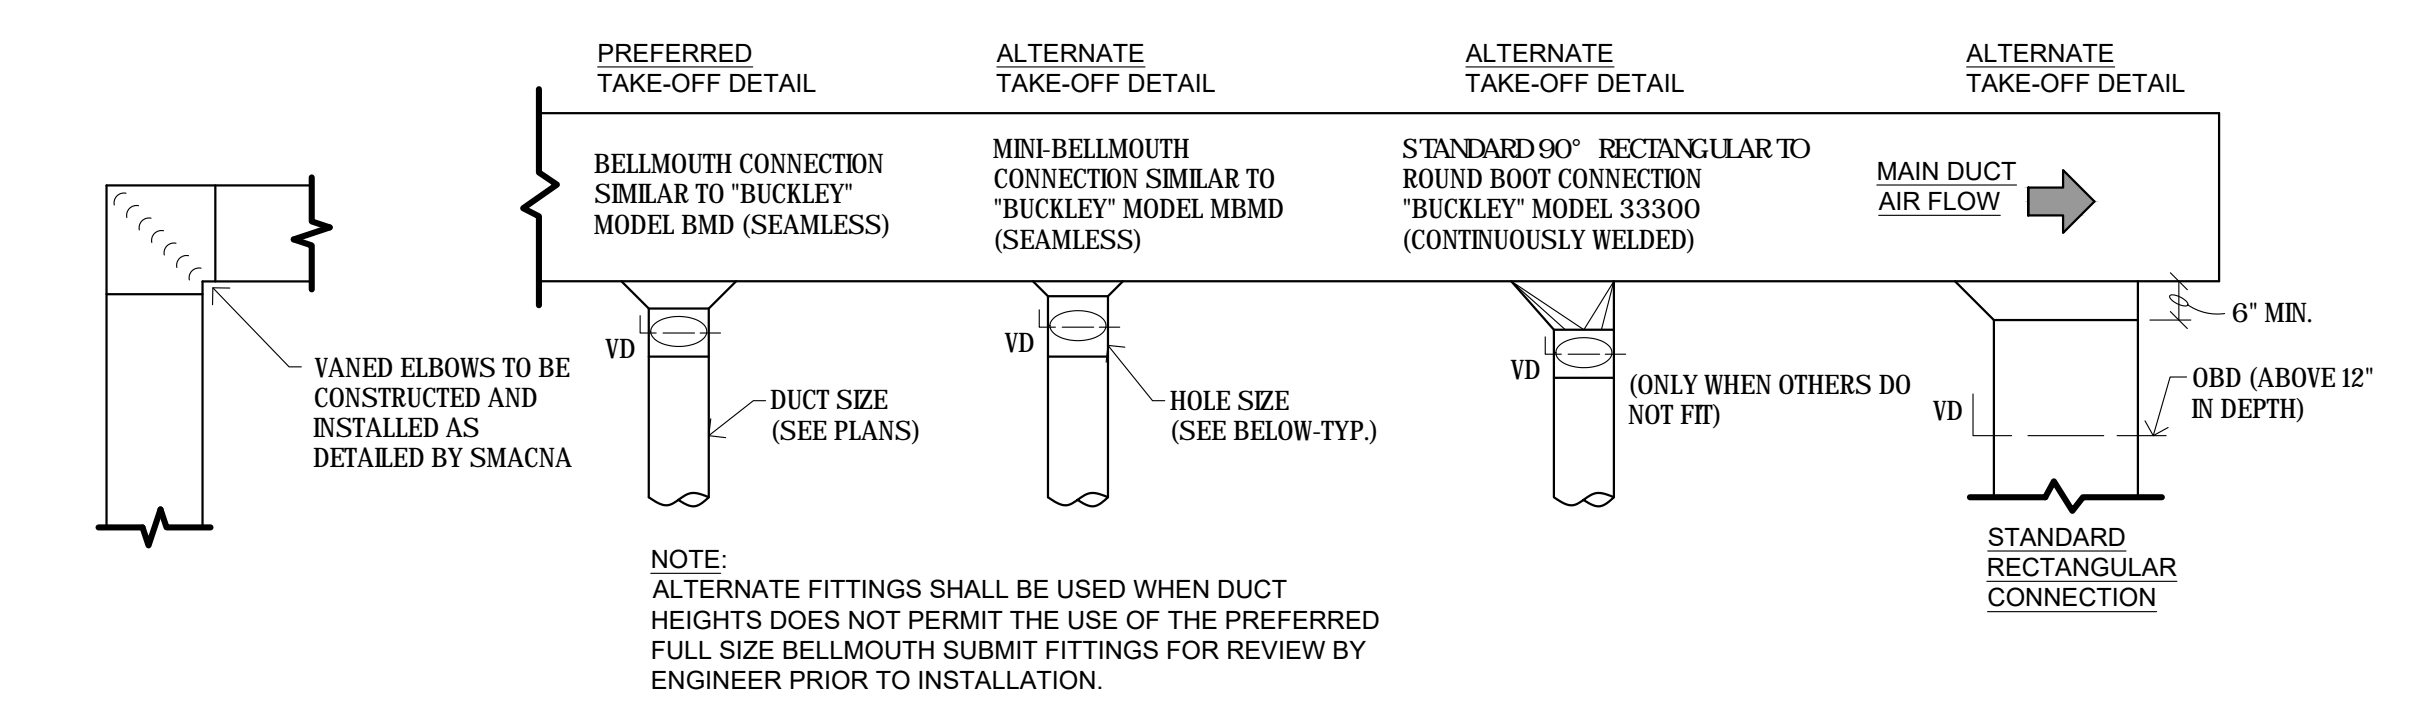 PREFERRED
TAKE-OFF DETAIL
ALTERNATE
TAKE-OFF DETAIL
ALTERNATE
TAKE-OFF DETAIL
ALTERNATE
TAKE-OFF DETAIL
BELLMOUTH CONNECTION
SIMILAR TO "BUCKLEY"
MODEL BMD (SEAMLESS)
MINI-BELLMOUTH
CONNECTION SIMILAR TO
"BUCKLEY" MODEL MBMD
(SEAMLESS)
STANDARD 90° RECTANGULAR TO
ROUND BOOT CONNECTION
"BUCKLEY" MODEL 33300
(CONTINUOUSLY WELDED)
MAIN DUCT
AIR FLOW
6" MIN.
VD
VD
VD
VD
VANED ELBOWS TO BE
CONSTRUCTED AND
INSTALLED AS
DETAILED BY SMACNA
DUCT SIZE
(SEE PLANS)
HOLE SIZE
(SEE BELOW-TYP.)
(ONLY WHEN OTHERS DO
NOT FIT)
OBD (ABOVE 12"
IN DEPTH)
STANDARD
RECTANGULAR
CONNECTION
NOTE:
ALTERNATE FITTINGS SHALL BE USED WHEN DUCT
HEIGHTS DOES NOT PERMIT THE USE OF THE PREFERRED
FULL SIZE BELLMOUTH SUBMIT FITTINGS FOR REVIEW BY
ENGINEER PRIOR TO INSTALLATION.